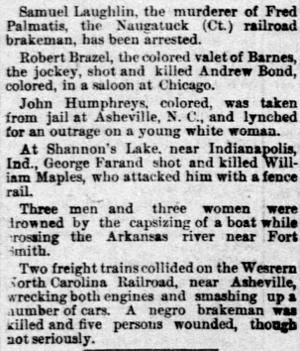 Samuel Laughlin, the murderer of Fred
Palmatis, the Naugatuck (Ct.) railroad
brakeman, has been arrested.
Robert Brazel, the colored valet of Barnes,
the jockey, shot and killed Andrew Bond,
colored, in a saloon at Chicago.
John Humphreys, colored, was taken
from jail at Asheville, N. C., and lynched
for an outrage on a young white woman.
At Shannon's Lake, near Indianapolis,
Ind., George Farand shot and killed Wil-
liam Maples, who attacked him with a fence
rail.
Three men and three women were
drowned by the capsizing of a boat while
crossing the Arkansas river near Fort
Smith.
Two freight trains collided on the Wesrern
North Carolina Railroad, near Asheville,
wrecking both engines and smashing up a
number of cars. A negro brakeman was
killed and five persons wounded, though
not seriously.